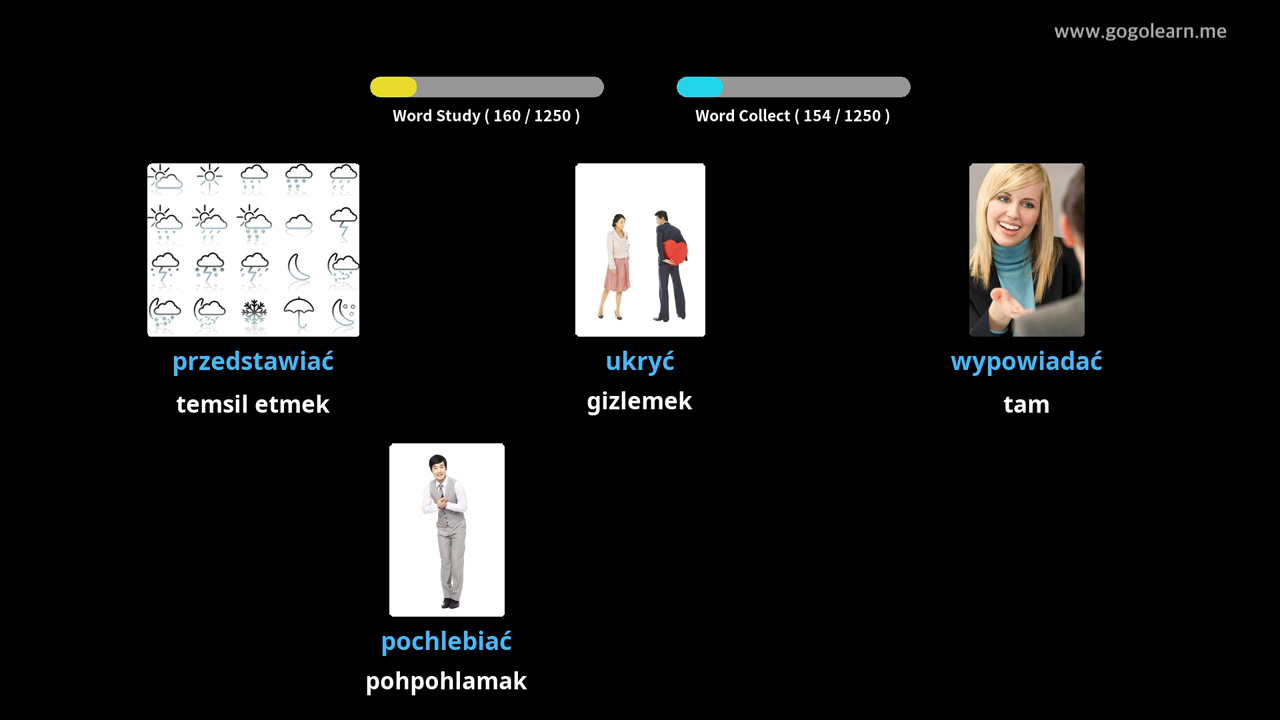 www.gogolearn.me
Word Study ( 160 / 1250 )
Word Collect ( 154 / 1250 )
przedstawiać
ukryć
wypowiadać
temsil etmek
gizlemek
tam
pochlebiać
pohpohlamak